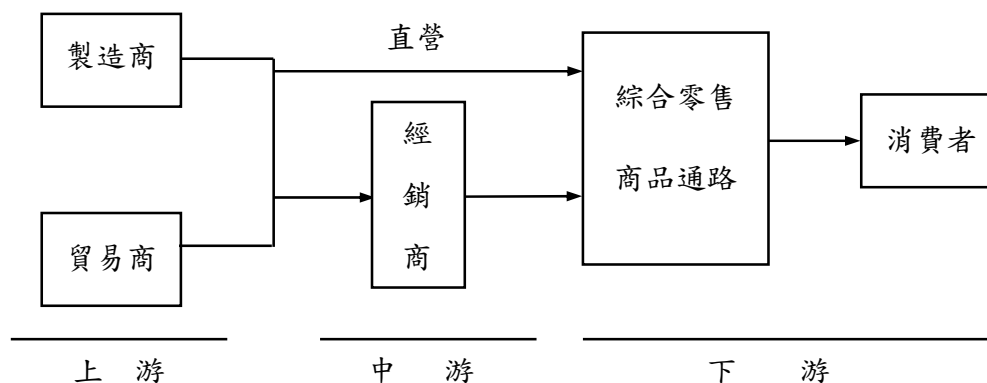 製造商
直營
綜合零售
商品通路
經
銷
商
消費者
貿易商
上 游
中 游
下 游